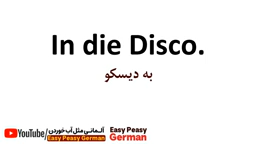 In die Disco.
به دیسکو
YouTube/
آلمانی مثل آب خوردن
Easy Peasy German
Easy Peasy
German